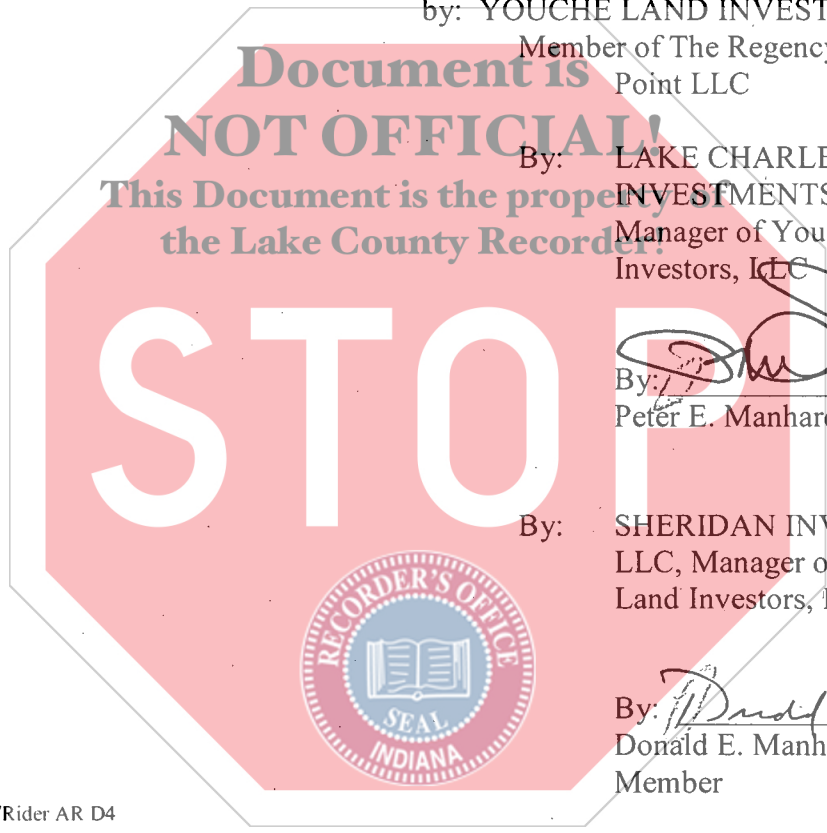 by: YOUCHE LAND INVEST
Member of The Regency
Point LLC
Document is
NOT OFFICIAL!
This Document is the property of
the Lake County Recorder!
By: LAKE CHARLE
INVESTMENTS
Manager of You
Investors, LLC
STOP
By:
Peter E. Manhar
By: SHERIDAN INV
LLC, Manager o
Land Investors,
RECORDER'S OFFICE
SEAL
INDIANA
By:
Donald E. Manh
Member
Rider AR D4